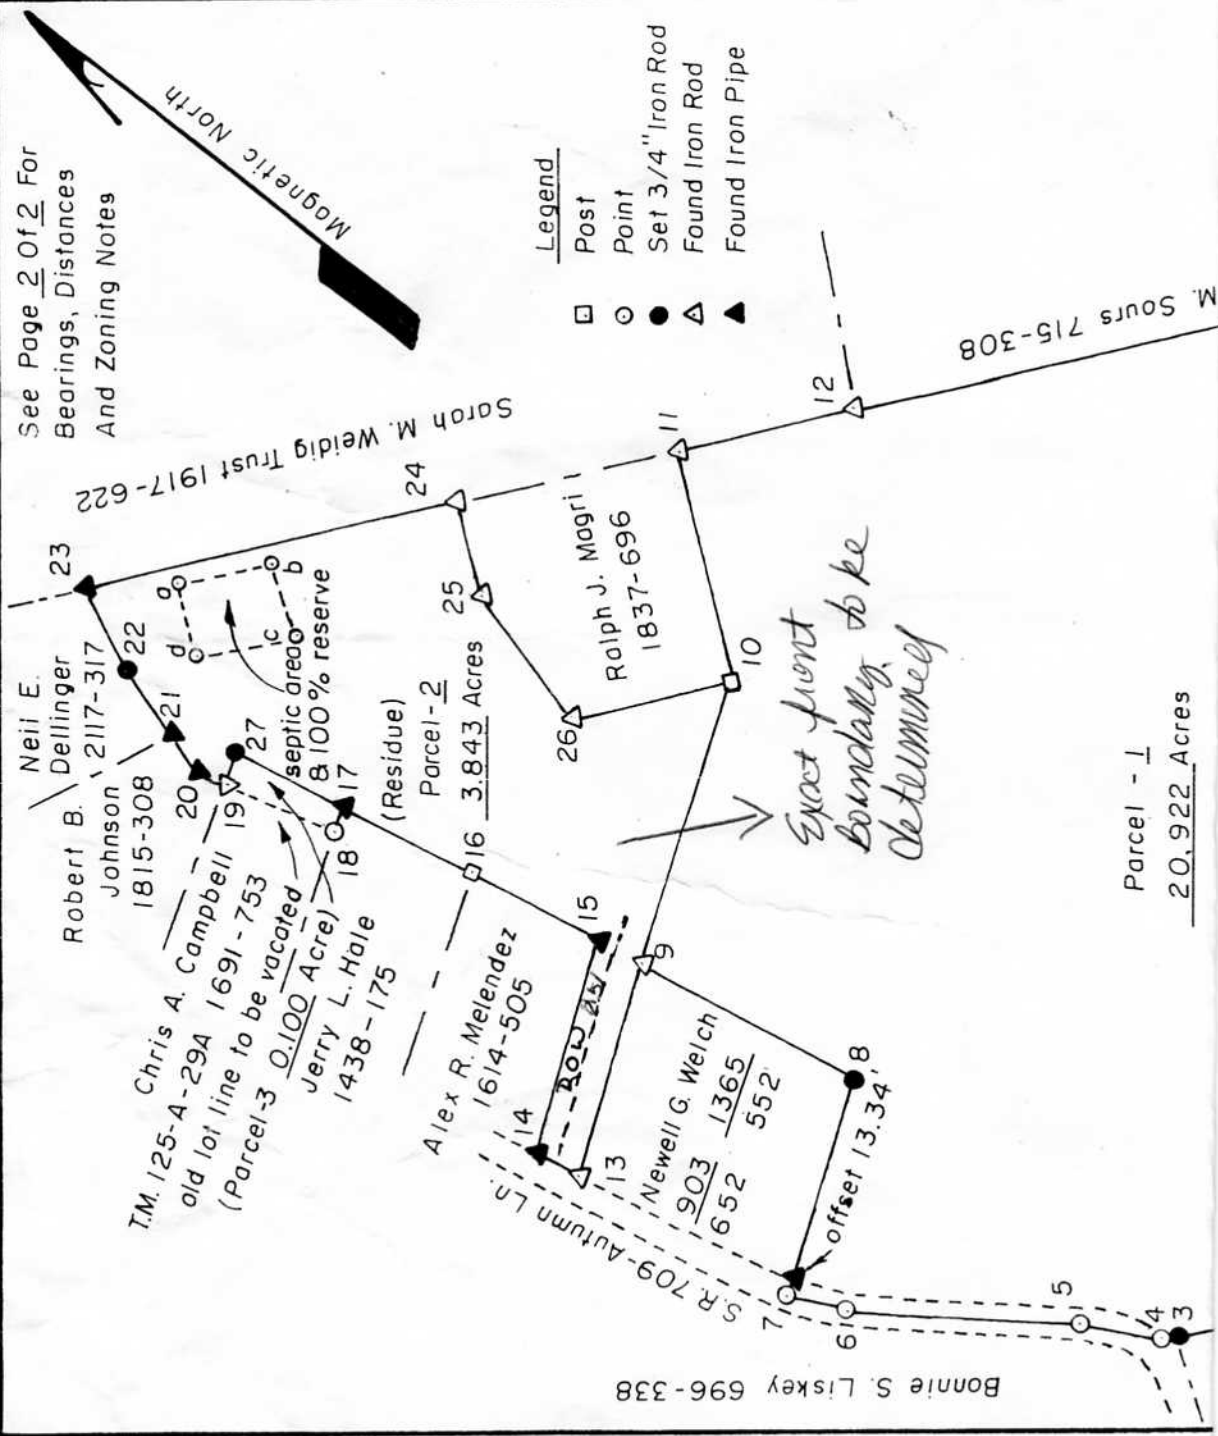 See Page 2 Of 2 For
Bearings, Distances
And Zoning Notes
Magnetic North
Legend
Post
Point
Set 3/4" Iron Rod
Found Iron Rod
Found Iron Pipe
Sarah M. Weidig Trust 1917-622
M. Sours 715-308
Neil E.
Dellinger
2117-317
Robert B.
Johnson
1815-308
23
22
21
20
19
27
18
17
16
15
14
13
24
25
26
11
12
10
9
8
7
6
5
4
3
a
b
c
d
septic area
& 100% reserve
Chris A. Campbell
T.M. 125-A-29A 1691-753
old lot line to be vacated
(Parcel-3 0.100 Acre)
Jerry L. Hale
1438-175
(Residue)
Parcel-2
3.843 Acres
Ralph J. Magri
1837-696
Alex R. Melendez
1614-505
ROW 25'
Newell G. Welch
903 1365
652 552
offset 13.34'
S.R. 709-Autumn Ln.
Bonnie S. Liskey 696-338
Exact front
Boundary to be
determined
Parcel - 1
20,922 Acres